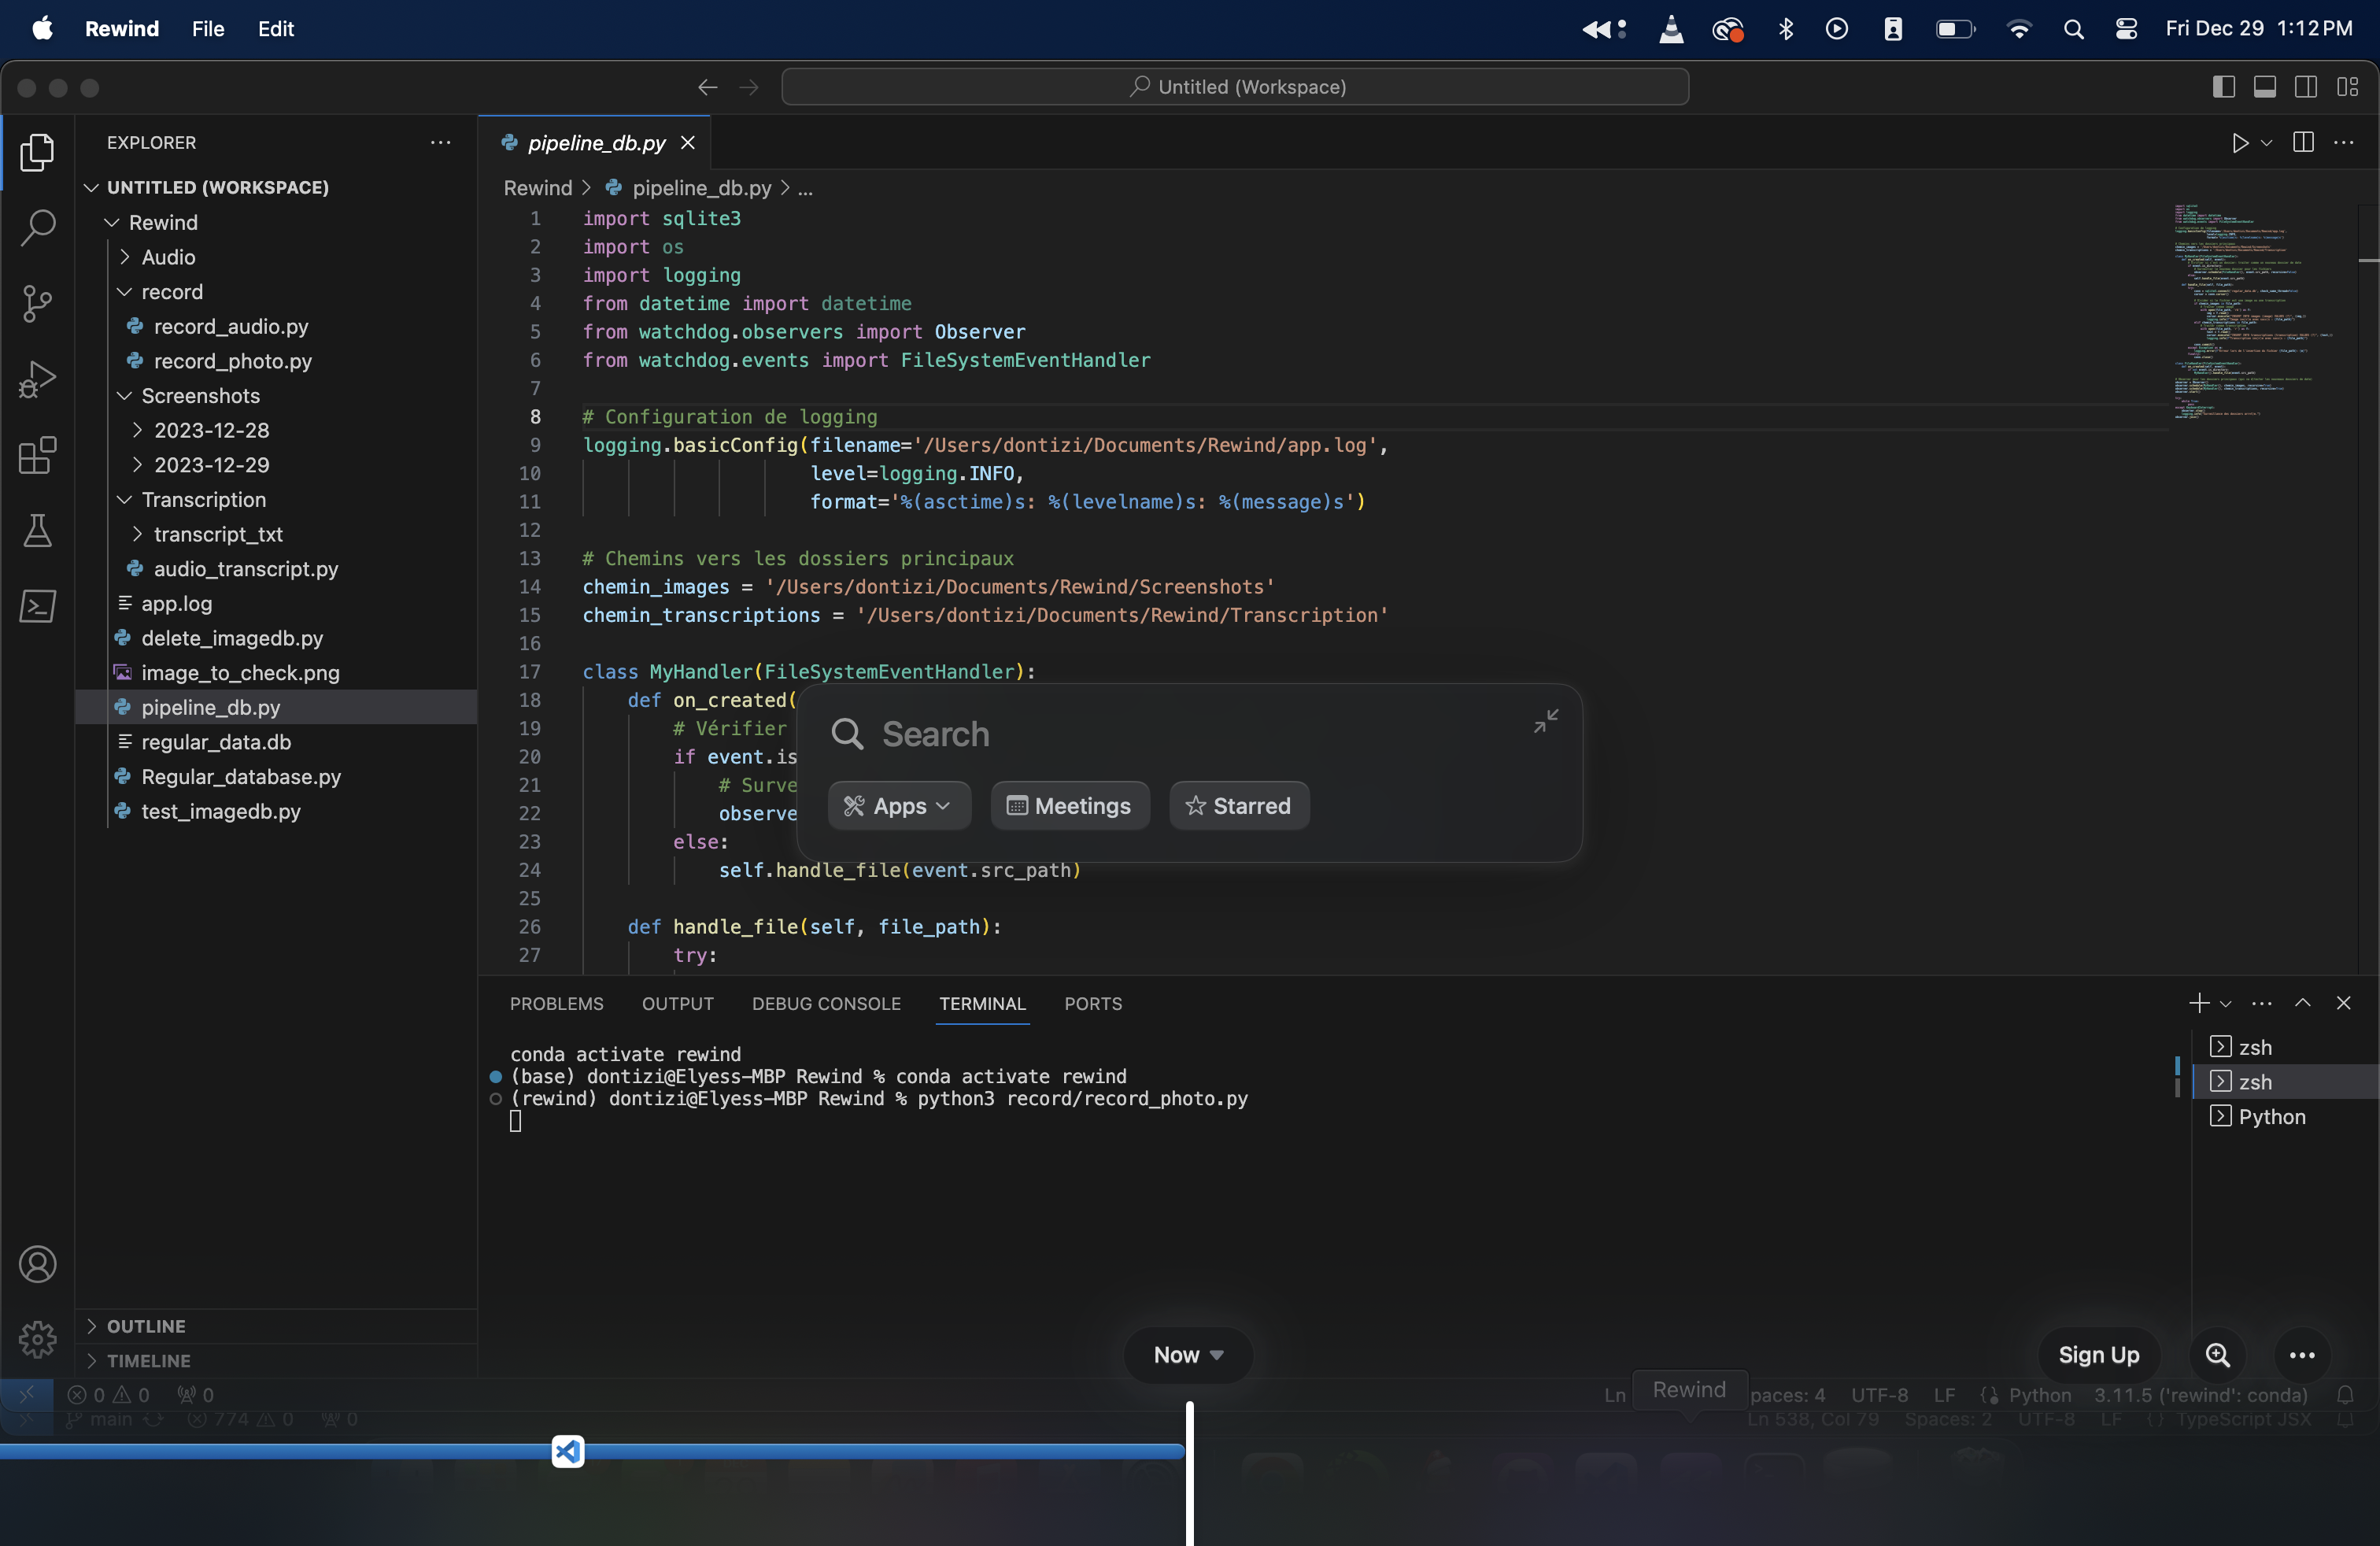 Rewind File Edit Fri Dec 29 1:12 PM
Untitled (Workspace)
EXPLORER
UNTITLED (WORKSPACE)
Rewind
Audio
record
record_audio.py
record_photo.py
Screenshots
2023-12-28
2023-12-29
Transcription
transcript_txt
audio_transcript.py
app.log
delete_imagedb.py
image_to_check.png
pipeline_db.py
regular_data.db
Regular_database.py
test_imagedb.py
OUTLINE
TIMELINE
pipeline_db.py
Rewind > pipeline_db.py > ...
1 import sqlite3
2 import os
3 import logging
4 from datetime import datetime
5 from watchdog.observers import Observer
6 from watchdog.events import FileSystemEventHandler
7
8 # Configuration de logging
9 logging.basicConfig(filename='/Users/dontizi/Documents/Rewind/app.log',
10 level=logging.INFO,
11 format='%(asctime)s: %(levelname)s: %(message)s')
12
13 # Chemins vers les dossiers principaux
14 chemin_images = '/Users/dontizi/Documents/Rewind/Screenshots'
15 chemin_transcriptions = '/Users/dontizi/Documents/Rewind/Transcription'
16
17 class MyHandler(FileSystemEventHandler):
18 def on_created(
19 # Vérifier
20 if event.is
21 # Surve
22 observe
23 else:
24 self.handle_file(event.src_path)
25
26 def handle_file(self, file_path):
27 try:
Search
Apps Meetings Starred
PROBLEMS OUTPUT DEBUG CONSOLE TERMINAL PORTS
conda activate rewind
(base) dontizi@Elyess-MBP Rewind % conda activate rewind
(rewind) dontizi@Elyess-MBP Rewind % python3 record/record_photo.py
zsh
zsh
Python
Now
Sign Up
0 0 0 Ln Rewind paces: 4 UTF-8 LF Python 3.11.5 ('rewind': conda)
main 774 0 0 Ln 538, Col 79 Spaces: 2 UTF-8 LF {} TypeScript JSX